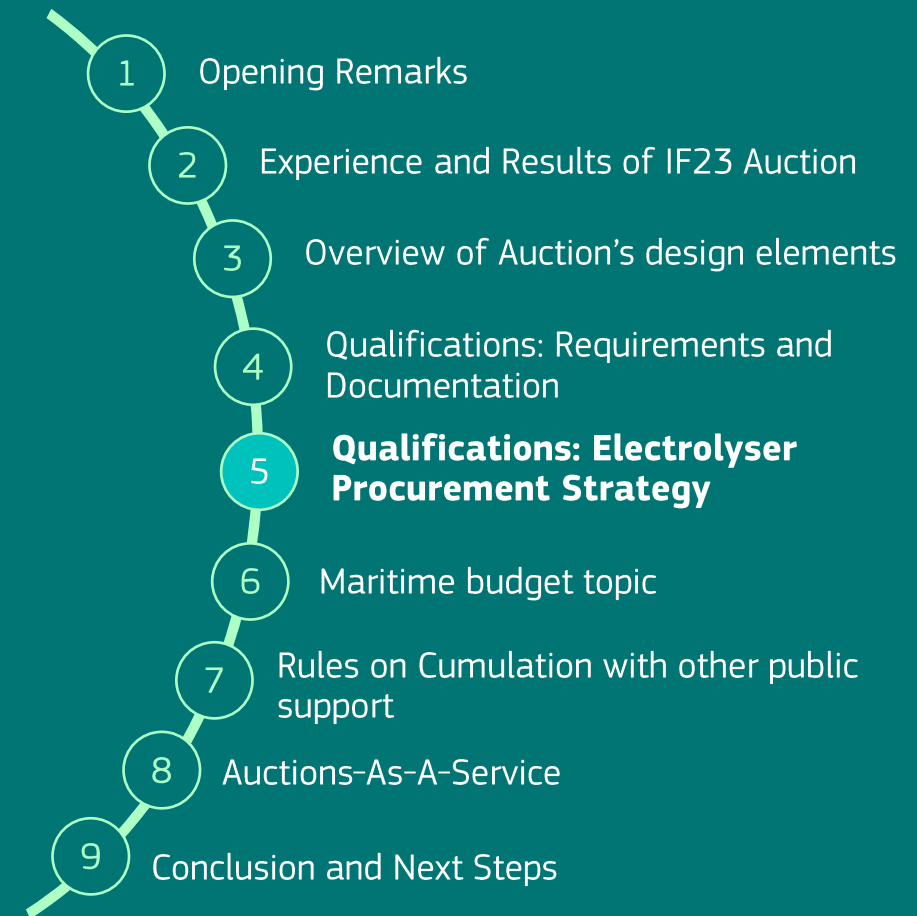 1
Opening Remarks
2
Experience and Results of IF23 Auction
3
Overview of Auction’s design elements
4
Qualifications: Requirements and
Documentation
5
Qualifications: Electrolyser
Procurement Strategy
6
Maritime budget topic
7
Rules on Cumulation with other public
support
8
Auctions-As-A-Service
9
Conclusion and Next Steps